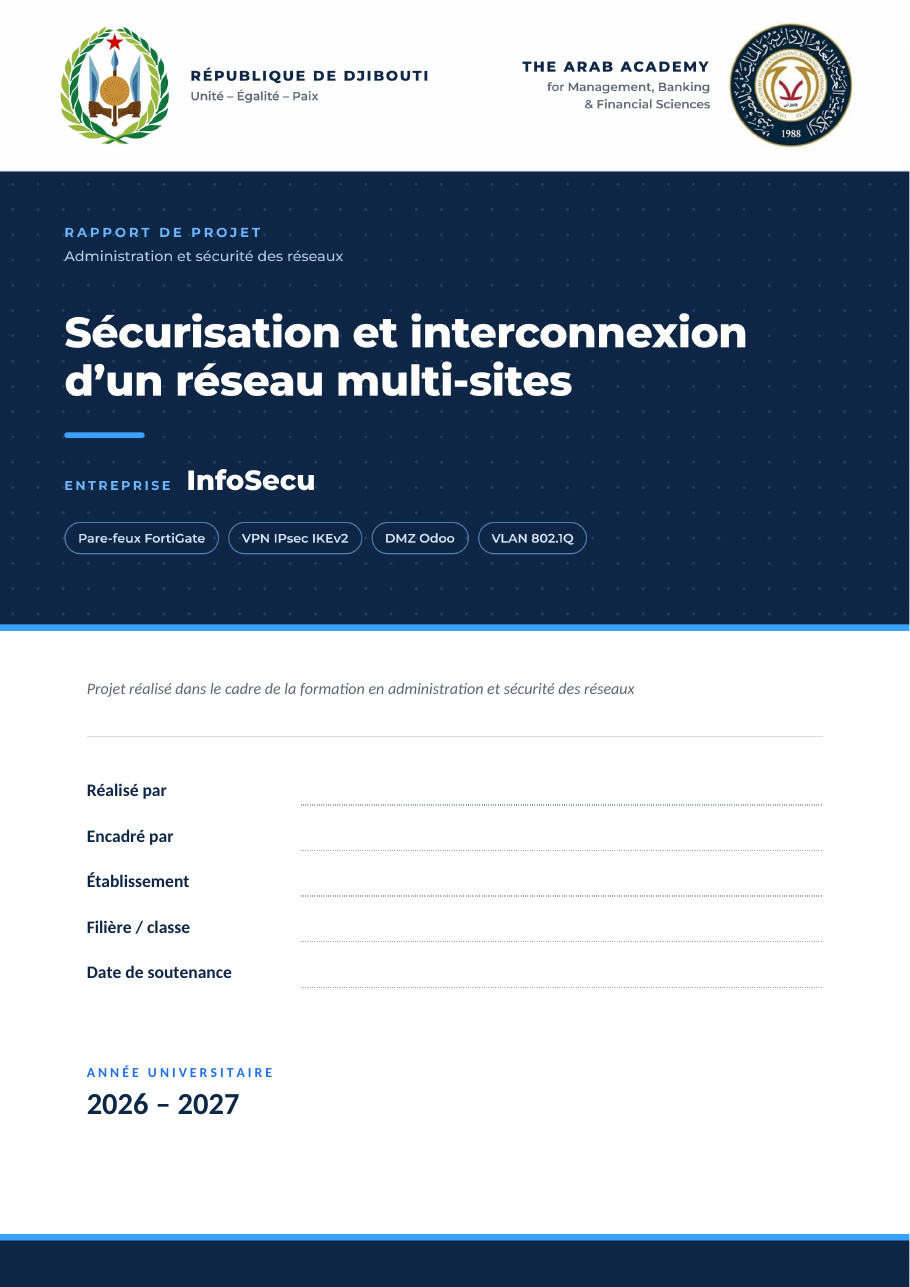 RÉPUBLIQUE DE DJIBOUTI
Unité – Égalité – Paix
THE ARAB ACADEMY
for Management, Banking
& Financial Sciences
1988
RAPPORT DE PROJET
Administration et sécurité des réseaux
Sécurisation et interconnexion
d’un réseau multi-sites
ENTREPRISE InfoSecu
Pare-feux FortiGate VPN IPsec IKEv2 DMZ Odoo VLAN 802.1Q
Projet réalisé dans le cadre de la formation en administration et sécurité des réseaux
Réalisé par
Encadré par
Établissement
Filière / classe
Date de soutenance
ANNÉE UNIVERSITAIRE
2026 – 2027